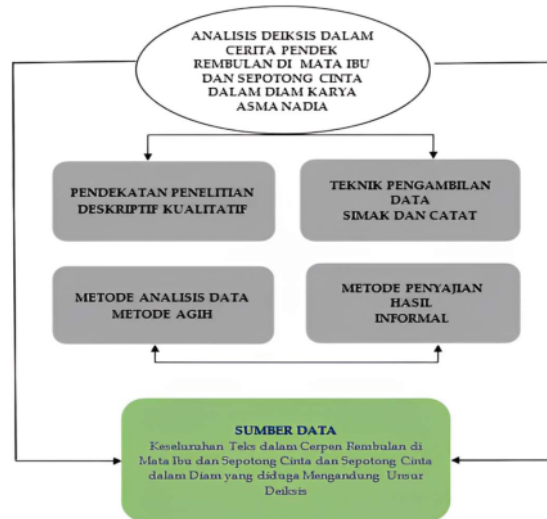 ANALISIS DEIKSIS DALAM
CERITA PENDEK
REMBULAN DI MATA IBU
DAN SEPOTONG CINTA
DALAM DIAM KARYA
ASMA NADIA
PENDEKATAN PENELITIAN
DESKRIPTIF KUALITATIF
TEKNIK PENGAMBILAN
DATA
SIMAK DAN CATAT
METODE ANALISIS DATA
METODE AGIH
METODE PENYAJIAN
HASIL
INFORMAL
SUMBER DATA
Keseluruhan Teks dalam Cerpen Rembulan di
Mata Ibu dan Sepotong Cinta dan Sepotong Cinta
dalam Diam yang diduga Mengandung Unsur
Deiksis